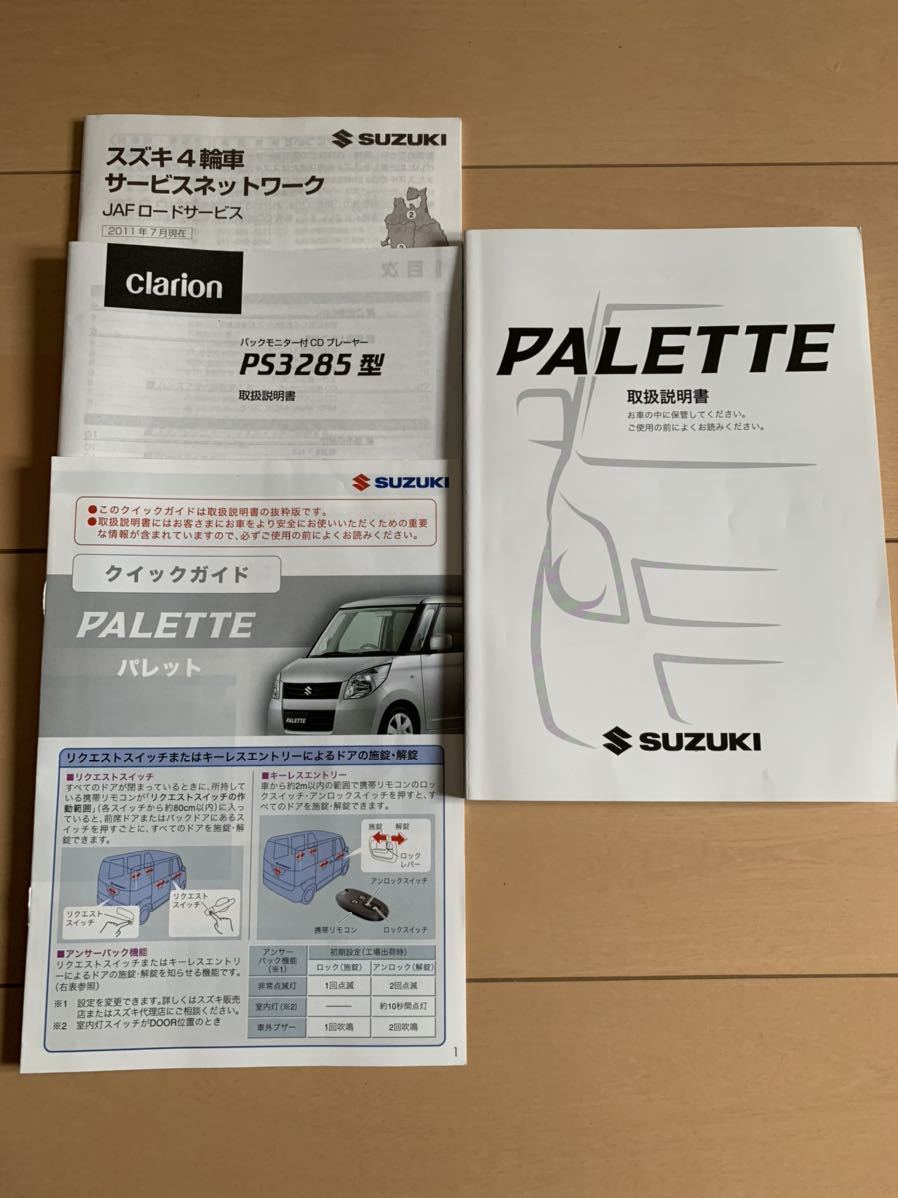 SUZUKI
スズキ4輪車
サービスネットワーク
JAFロードサービス
2011年7月現在
2
目次
clarion
バックモニター付CDプレーヤー
PS3285型
取扱説明書
PALETTE
取扱説明書
お車の中に保管してください。
ご使用の前によくお読みください。
SUZUKI
SUZUKI
●このクイックガイドは取扱説明書の抜粋版です。
●取扱説明書にはお客さまにお車をより安全にお使いいただくための重要
な情報が含まれていますので、必ずご使用の前によくお読みください。
クイックガイド
PALETTE
パレット
PALETTE
リクエストスイッチまたはキーレスエントリーによるドアの施錠・解錠
■リクエストスイッチ
すべてのドアが閉まっているときに、所持して
いる携帯リモコンが「リクエストスイッチの作
動範囲」(各スイッチから約80cm以内)に入っ
ていると、前席ドアまたはバックドアにあるス
イッチを押すごとに、すべてのドアを施錠・解
錠できます。
リクエスト
スイッチ
リクエスト
スイッチ
■キーレスエントリー
車から約2m以内の範囲で携帯リモコンのロッ
クスイッチ・アンロックスイッチを押すと、す
べてのドアを施錠・解錠できます。
施錠 解錠
ロック
レバー
アンロックスイッチ
携帯リモコン
ロックスイッチ
■アンサーバック機能
リクエストスイッチまたはキーレスエントリ
ーによるドアの施錠・解錠を知らせる機能です。
(右表参照)
※1 設定を変更できます。詳しくはスズキ販売
店またはスズキ代理店にご相談ください。
※2 室内灯スイッチがDOOR位置のとき
アンサー
バック機能
(※1)
初期設定(工場出荷時)
ロック(施錠) アンロック(解錠)
非常点滅灯 1回点滅 2回点滅
室内灯(※2) ―― 約10秒間点灯
車外ブザー 1回吹鳴 2回吹鳴
1